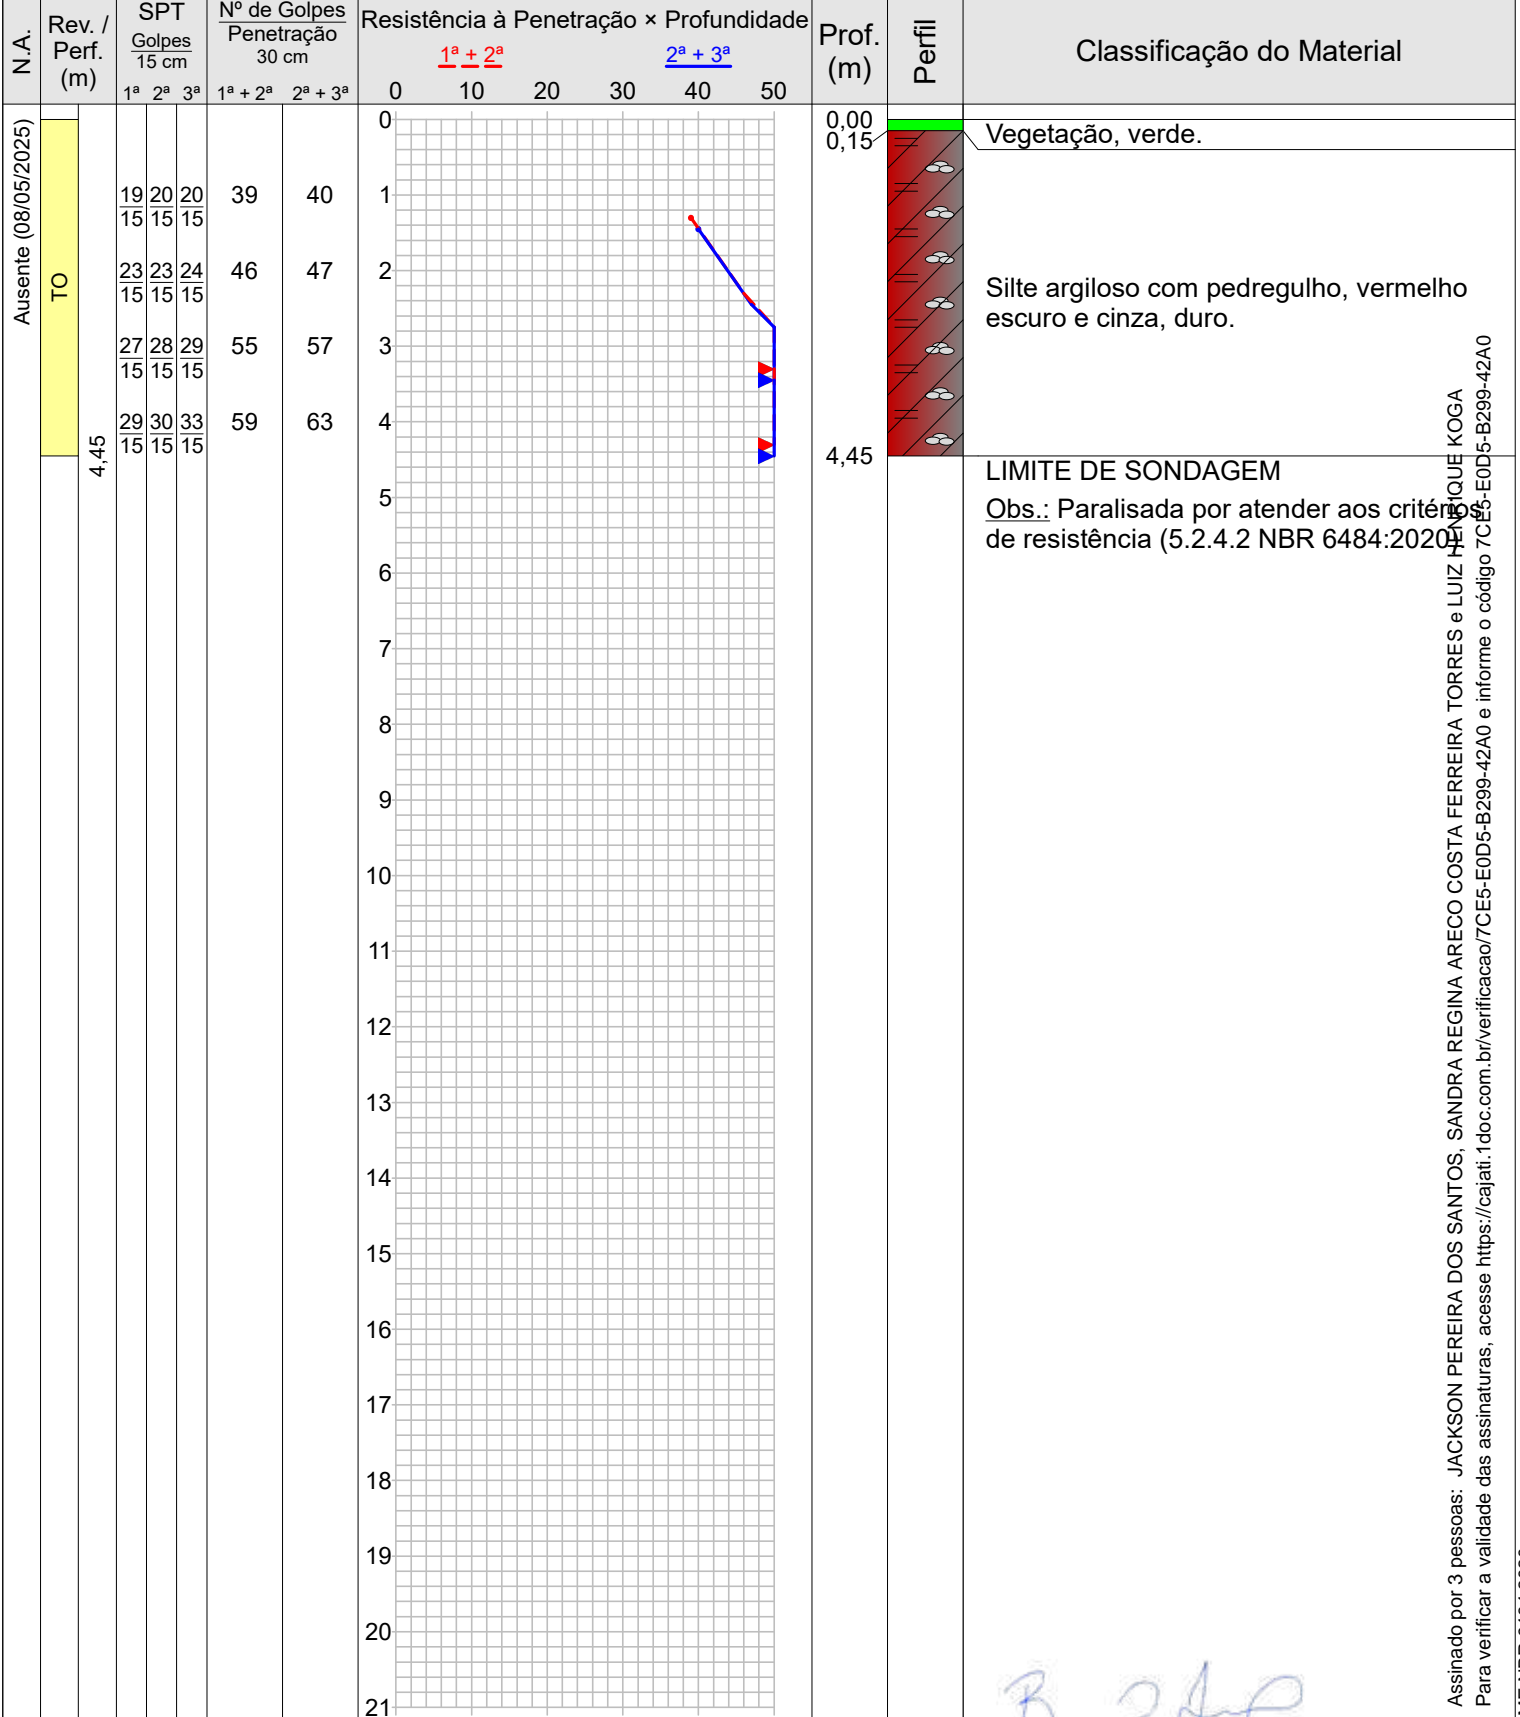 N.A.
Rev. /
Perf.
(m)
SPT
Golpes
15 cm
1ª 2ª 3ª
Nº de Golpes
Penetração
30 cm
1ª + 2ª 2ª + 3ª
Resistência à Penetração × Profundidade
1ª + 2ª 2ª + 3ª
0 10 20 30 40 50
Prof.
(m)
Perfil
Classificação do Material
Ausente (08/05/2025)
TO
4,45
19 20 20 39 40
15 15 15
23 23 24 46 47
15 15 15
27 28 29 55 57
15 15 15
29 30 33 59 63
15 15 15
0
1
2
3
4
5
6
7
8
9
10
11
12
13
14
15
16
17
18
19
20
21
0,00
0,15
4,45
Vegetação, verde.
Silte argiloso com pedregulho, vermelho
escuro e cinza, duro.
LIMITE DE SONDAGEM
Obs.: Paralisada por atender aos critérios
de resistência (5.2.4.2 NBR 6484:2020).
Assinado por 3 pessoas: JACKSON PEREIRA DOS SANTOS, SANDRA REGINA ARECO COSTA FERREIRA TORRES e LUIZ HENRIQUE KOGA
Para verificar a validade das assinaturas, acesse https://cajati.1doc.com.br/verificacao/7CE5-E0D5-B299-42A0 e informe o código 7CE5-E0D5-B299-42A0